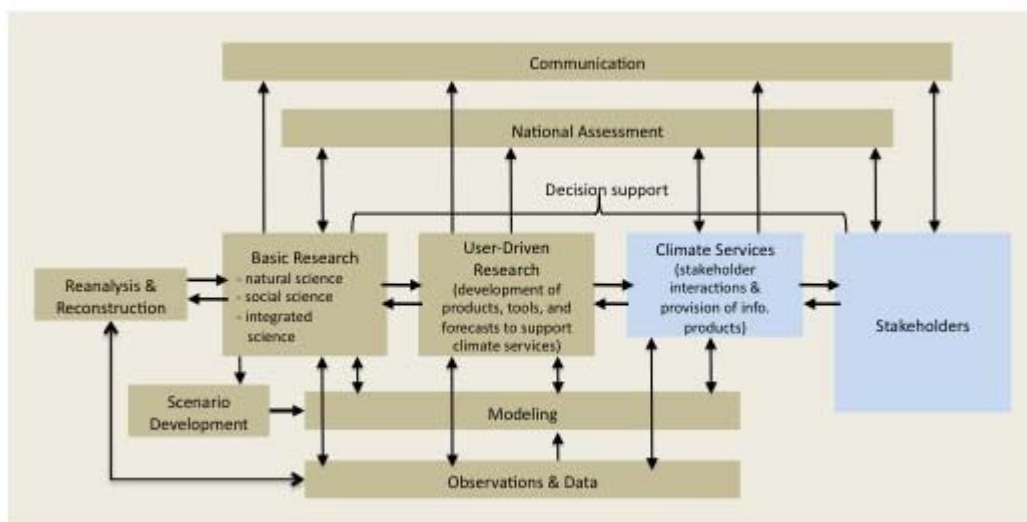 Communication
National Assessment
Decision support
Reanalysis &
Reconstruction
Basic Research
- natural science
- social science
- integrated
science
User-Driven
Research
(development of
products, tools, and
forecasts to support
climate services)
Climate Services
(stakeholder
interactions &
provision of info.
products)
Stakeholders
Scenario
Development
Modeling
Observations & Data